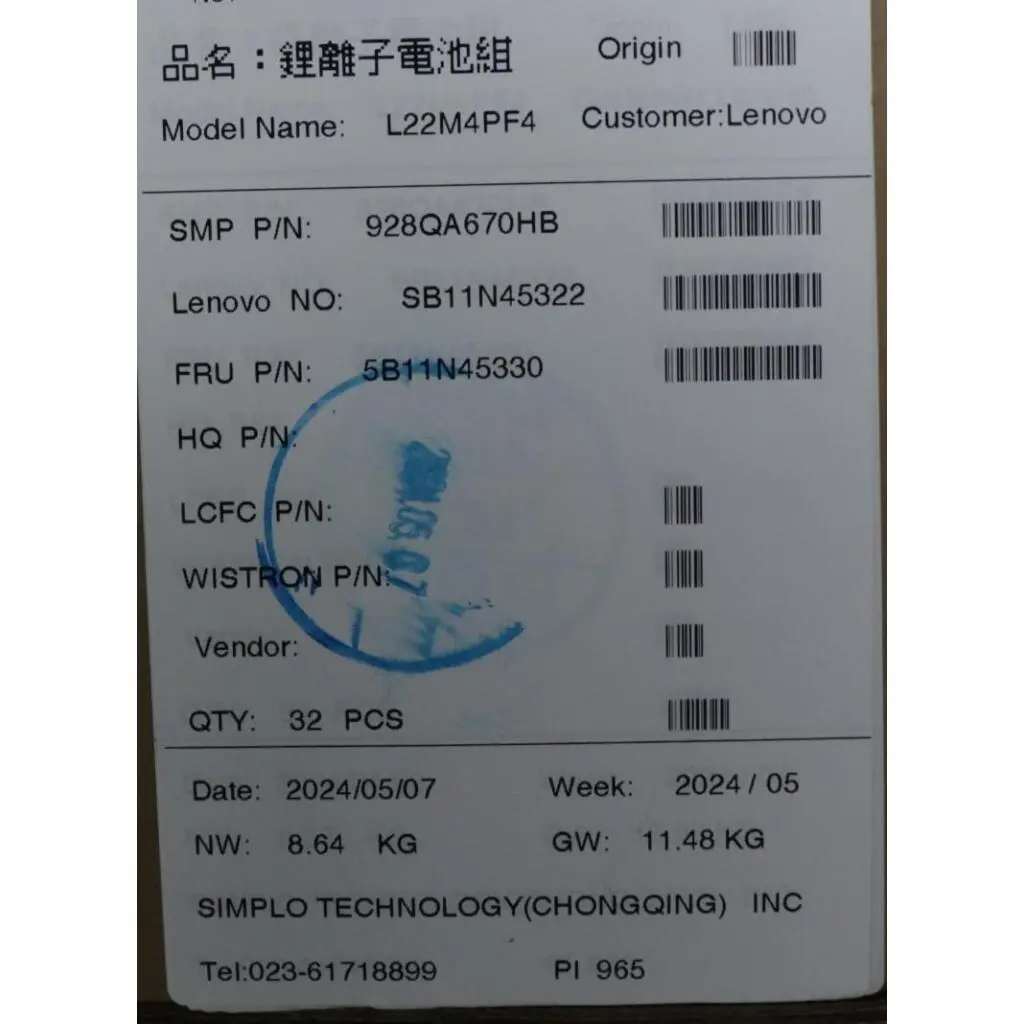 品名：鋰離子電池組 Origin
Model Name: L22M4PF4 Customer:Lenovo
SMP P/N: 928QA670HB
Lenovo NO: SB11N45322
FRU P/N: 5B11N45330
HQ P/N:
LCFC P/N:
WISTRON P/N:
Vendor:
QTY: 32 PCS
Date: 2024/05/07 Week: 2024 / 05
NW: 8.64 KG GW: 11.48 KG
SIMPLO TECHNOLOGY(CHONGQING) INC
Tel:023-61718899 PI 965